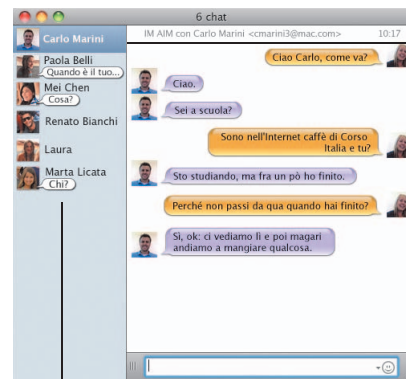 6 chat
Carlo Marini
Paola Belli
Quando è il tuo...
Mei Chen
Cosa?
Renato Bianchi
Laura
Marta Licata
Chi?
IM AIM con Carlo Marini <cmarini3@mac.com> 10:17
Ciao Carlo, come va?
Ciao.
Sei a scuola?
Sono nell'Internet caffè di Corso
Italia e tu?
Sto studiando, ma fra un pò ho finito.
Perché non passi da qua quando hai finito?
Sì, ok: ci vediamo lì e poi magari
andiamo a mangiare qualcosa.